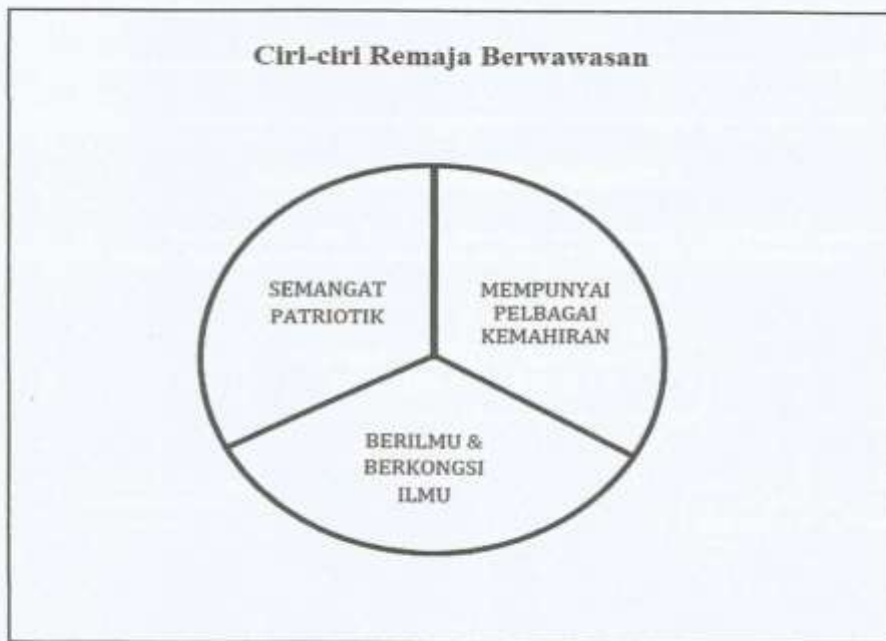 Ciri-ciri Remaja Berwawasan
SEMANGAT
PATRIOTIK
MEMPUNYAI
PELBAGAI
KEMAHIRAN
BERILMU &
BERKONGSI
ILMU